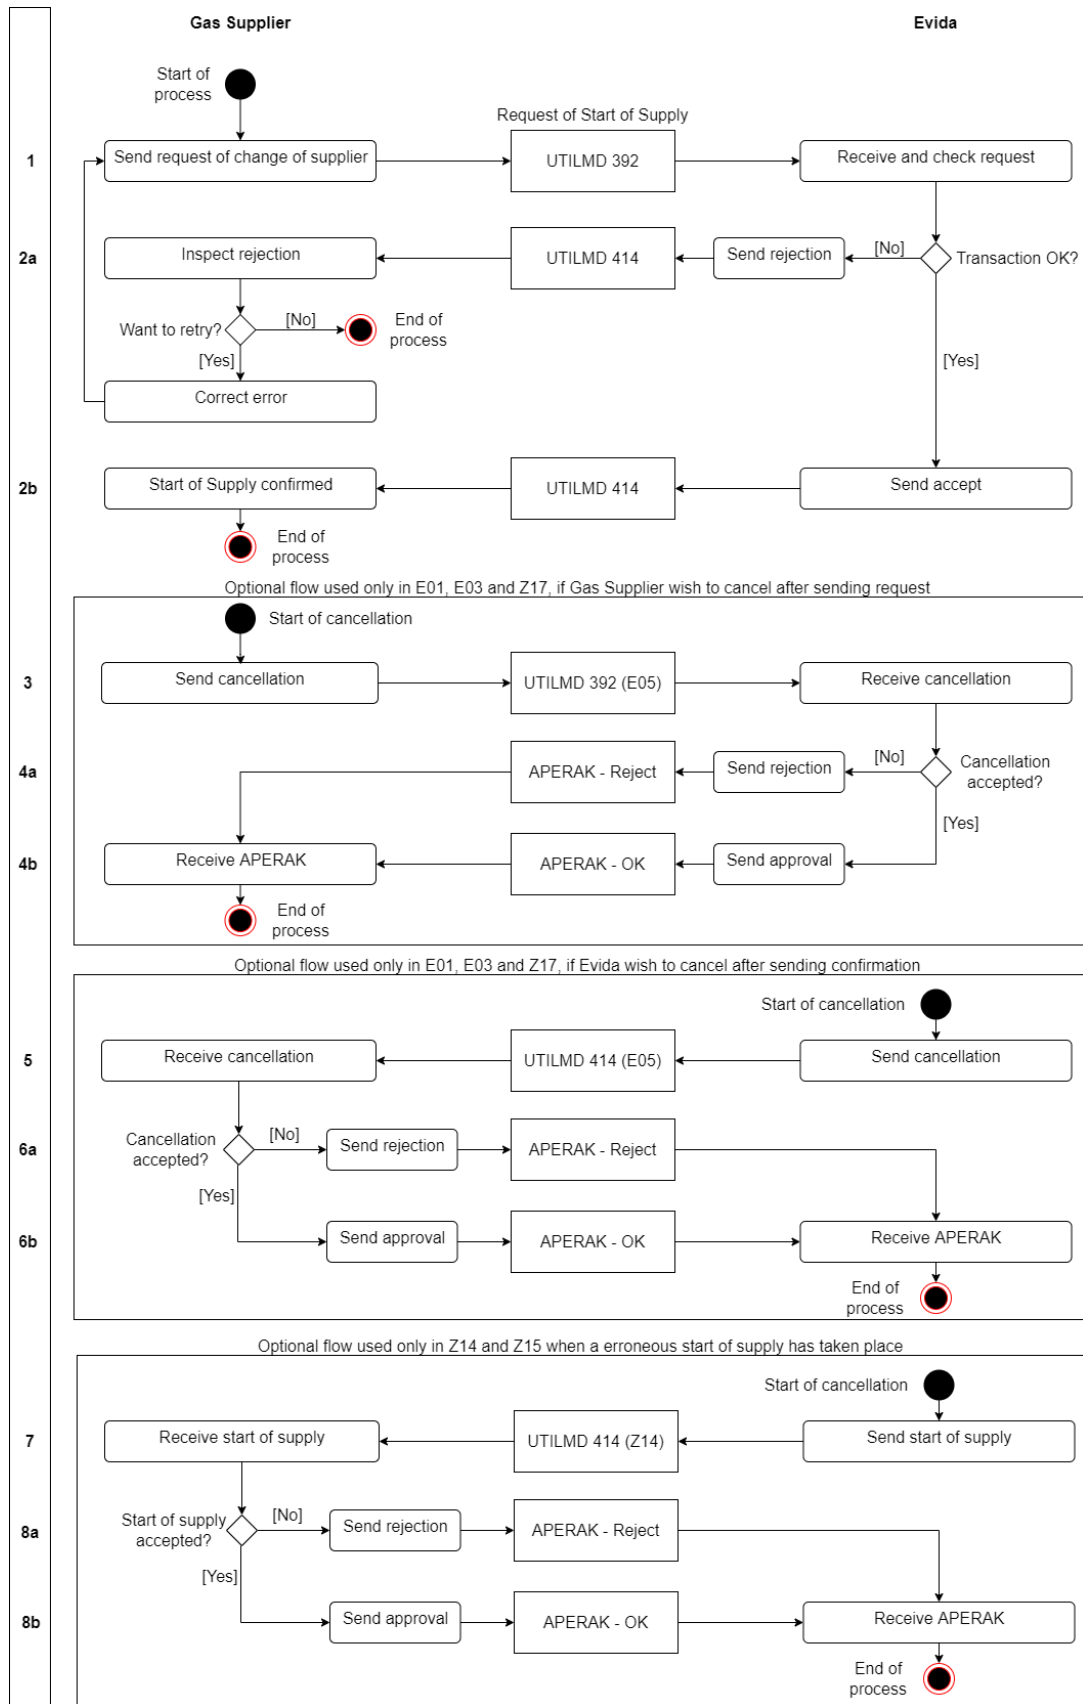 Gas Supplier
Evida
Start of
process
Request of Start of Supply
1
Send request of change of supplier
UTILMD 392
Receive and check request
2a
Inspect rejection
UTILMD 414
Send rejection
[No]
Transaction OK?
Want to retry?
[No]
End of
process
[Yes]
[Yes]
Correct error
2b
Start of Supply confirmed
UTILMD 414
Send accept
End of
process
Optional flow used only in E01, E03 and Z17, if Gas Supplier wish to cancel after sending request
Start of cancellation
3
Send cancellation
UTILMD 392 (E05)
Receive cancellation
4a
APERAK - Reject
Send rejection
[No]
Cancellation
accepted?
[Yes]
4b
Receive APERAK
APERAK - OK
Send approval
End of
process
Optional flow used only in E01, E03 and Z17, if Evida wish to cancel after sending confirmation
Start of cancellation
5
Receive cancellation
UTILMD 414 (E05)
Send cancellation
6a
Cancellation
accepted?
[No]
Send rejection
APERAK - Reject
[Yes]
6b
Send approval
APERAK - OK
Receive APERAK
End of
process
Optional flow used only in Z14 and Z15 when a erroneous start of supply has taken place
Start of cancellation
7
Receive start of supply
UTILMD 414 (Z14)
Send start of supply
8a
Start of supply
accepted?
[No]
Send rejection
APERAK - Reject
[Yes]
8b
Send approval
APERAK - OK
Receive APERAK
End of
process